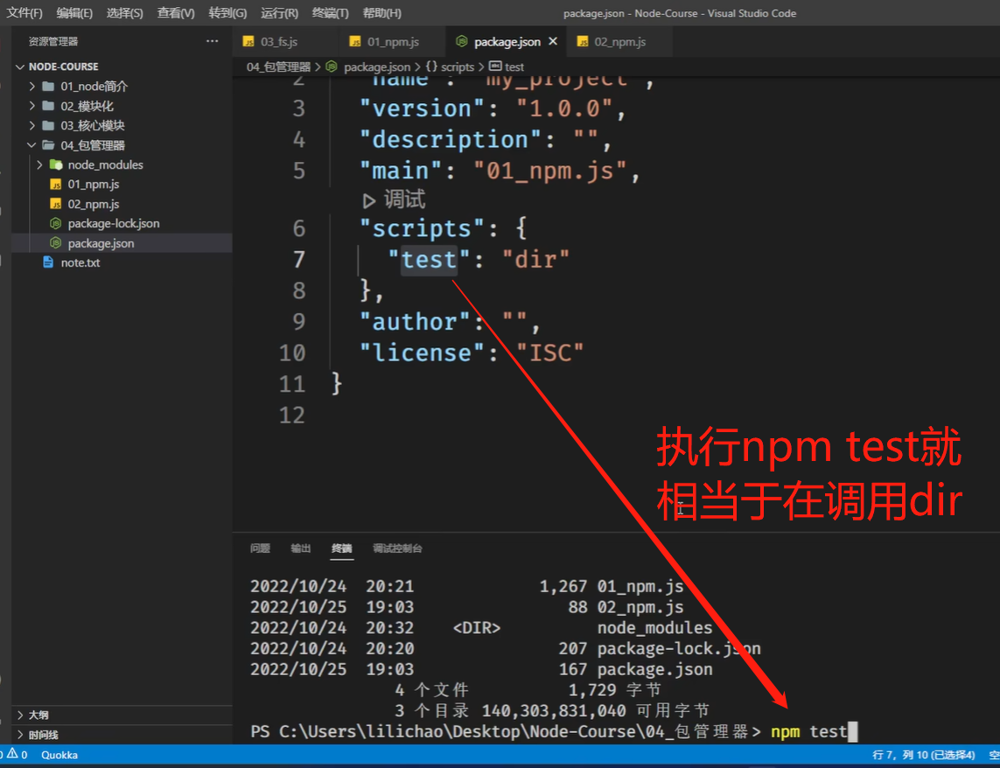 文件(F) 编辑(E) 选择(S) 查看(V) 转到(G) 运行(R) 终端(T) 帮助(H) package.json - Node-Course - Visual Studio Code
资源管理器 ···
NODE-COURSE
01_node简介
02_模块化
03_核心模块
04_包管理器
node_modules
01_npm.js
02_npm.js
package-lock.json
package.json
note.txt
大纲
时间线
03_fs.js 01_npm.js package.json 02_npm.js
04_包管理器 > package.json > {} scripts > test
2 "name": "my_project",
3 "version": "1.0.0",
4 "description": "",
5 "main": "01_npm.js",
调试
6 "scripts": {
7 "test": "dir"
8 },
9 "author": "",
10 "license": "ISC"
11 }
12
执行npm test就
相当于在调用dir
问题 输出 终端 调试控制台
2022/10/24 20:21 1,267 01_npm.js
2022/10/25 19:03 88 02_npm.js
2022/10/24 20:32 <DIR> node_modules
2022/10/24 20:20 207 package-lock.json
2022/10/25 19:03 167 package.json
4 个文件 1,729 字节
3 个目录 140,303,831,040 可用字节
PS C:\Users\lilichao\Desktop\Node-Course\04_包管理器> npm test
0 0 Quokka 行 7，列 10 (已选择4) 空